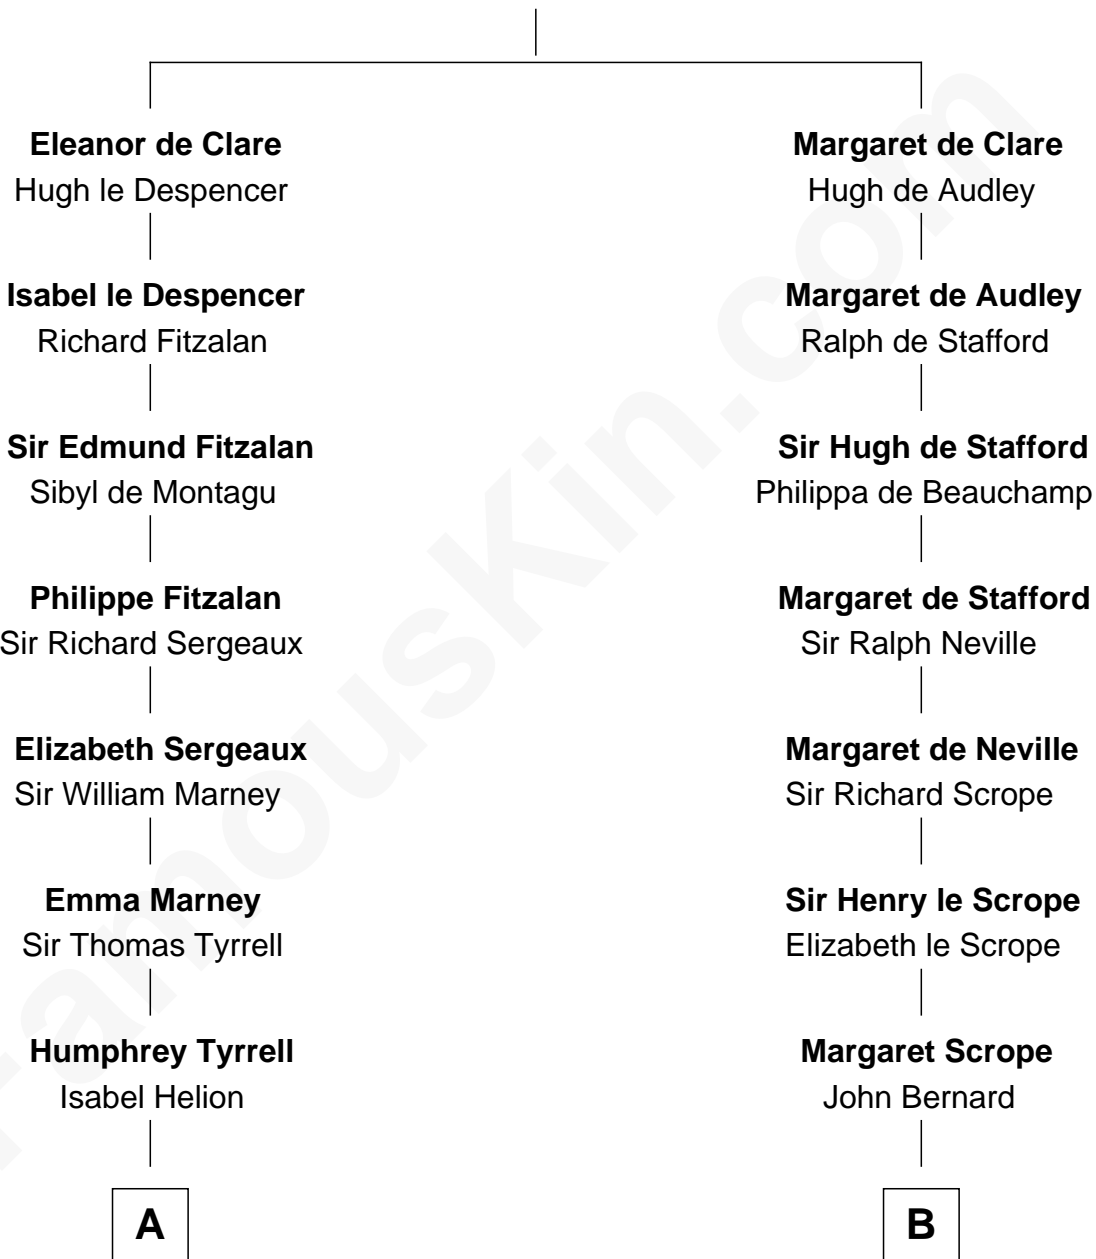 Eleanor de Clare
Hugh le Despencer
Isabel le Despencer
Richard Fitzalan
Sir Edmund Fitzalan
Sibyl de Montagu
Philippe Fitzalan
Sir Richard Sergeaux
Elizabeth Sergeaux
Sir William Marney
Emma Marney
Sir Thomas Tyrrell
Humphrey Tyrrell
Isabel Helion
A
Margaret de Clare
Hugh de Audley
Margaret de Audley
Ralph de Stafford
Sir Hugh de Stafford
Philippa de Beauchamp
Margaret de Stafford
Sir Ralph Neville
Margaret de Neville
Sir Richard Scrope
Sir Henry le Scrope
Elizabeth le Scrope
Margaret Scrope
John Bernard
B
FamousKin.com